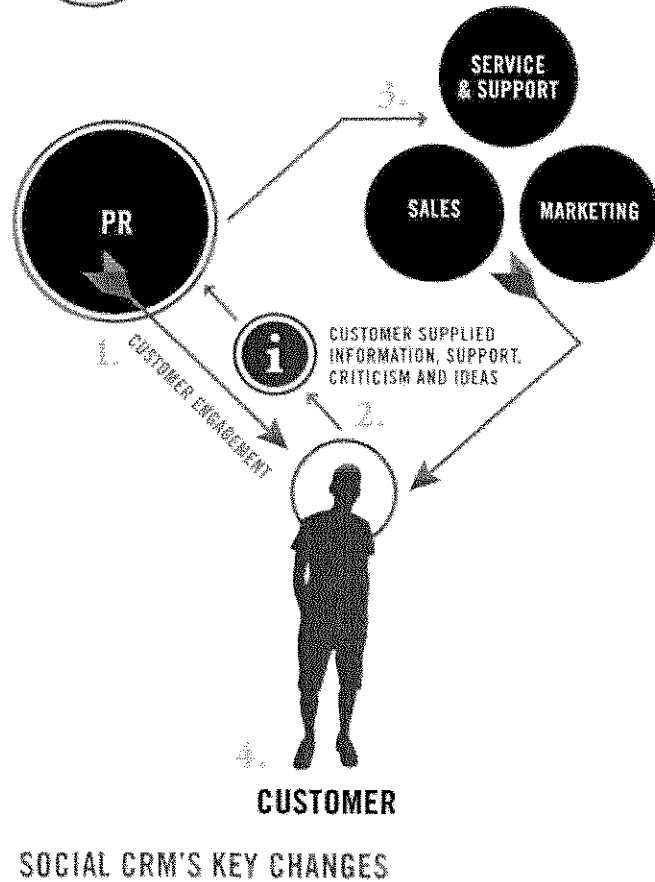 SERVICE
& SUPPORT
3.
PR
SALES
MARKETING
1.
CUSTOMER ENGAGEMENT
i
CUSTOMER SUPPLIED
INFORMATION, SUPPORT,
CRITICISM AND IDEAS
2.
4.
CUSTOMER
SOCIAL CRM'S KEY CHANGES